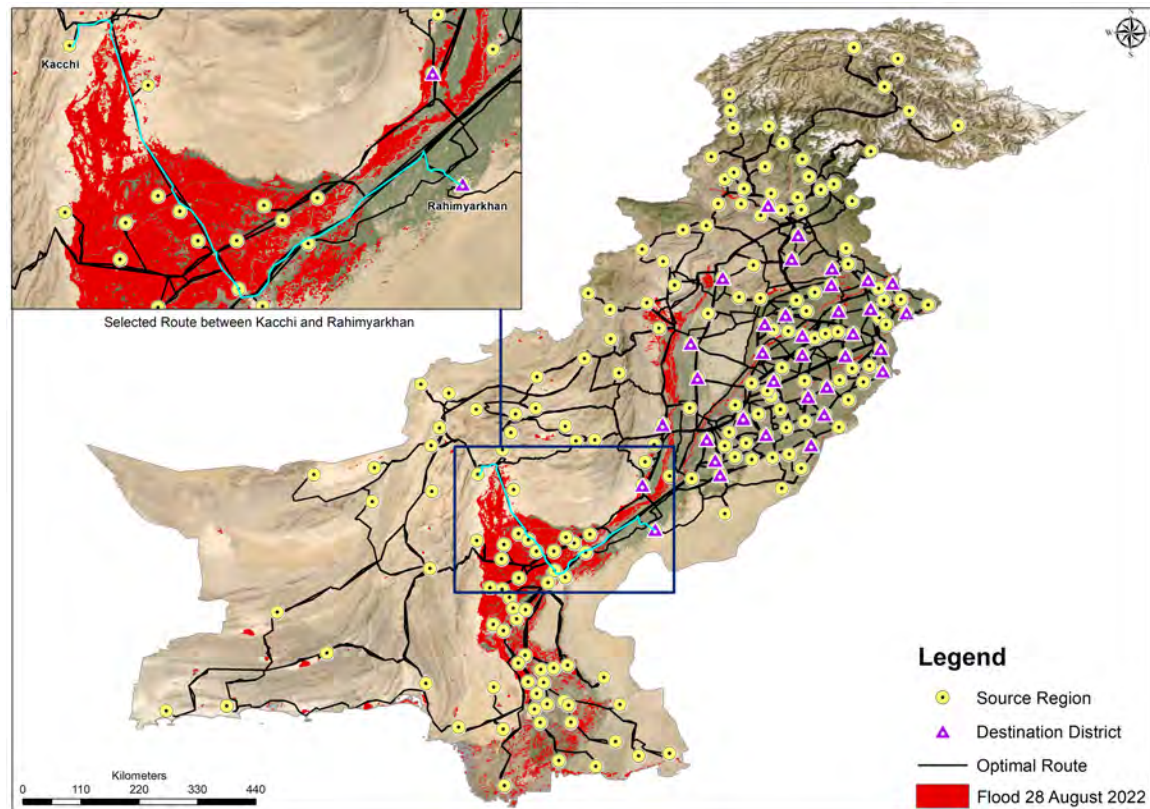 Kacchi
Rahimyarkhan
Selected Route between Kacchi and Rahimyarkhan
N
W
E
S
Legend
Source Region
Destination District
Optimal Route
Flood 28 August 2022
Kilometers
0 110 220 330 440